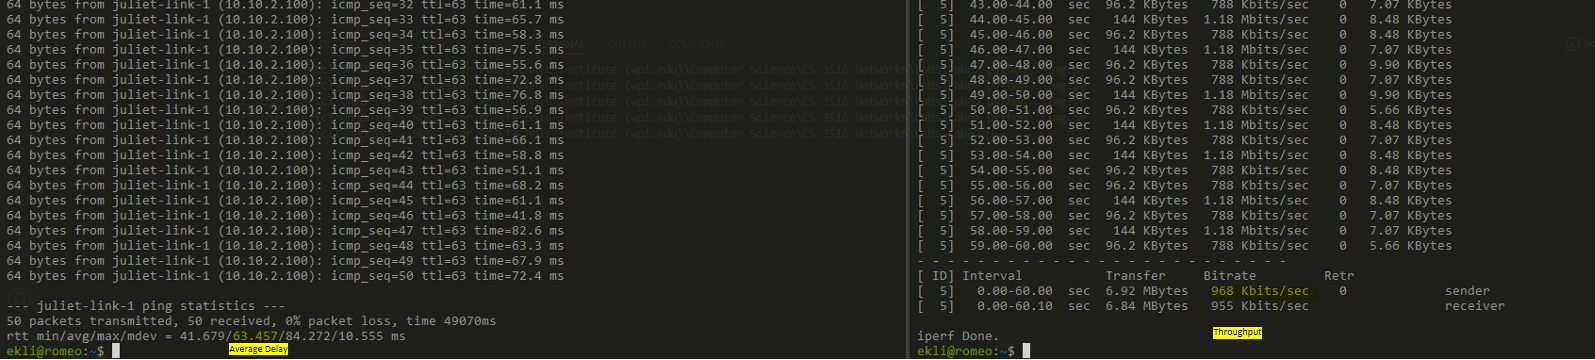 64 bytes from juliet-link-1 (10.10.2.100): icmp_seq=32 ttl=63 time=61.1 ms
64 bytes from juliet-link-1 (10.10.2.100): icmp_seq=33 ttl=63 time=65.7 ms
64 bytes from juliet-link-1 (10.10.2.100): icmp_seq=34 ttl=63 time=58.3 ms
64 bytes from juliet-link-1 (10.10.2.100): icmp_seq=35 ttl=63 time=75.5 ms
64 bytes from juliet-link-1 (10.10.2.100): icmp_seq=36 ttl=63 time=55.6 ms
64 bytes from juliet-link-1 (10.10.2.100): icmp_seq=37 ttl=63 time=72.8 ms
64 bytes from juliet-link-1 (10.10.2.100): icmp_seq=38 ttl=63 time=76.8 ms
64 bytes from juliet-link-1 (10.10.2.100): icmp_seq=39 ttl=63 time=56.9 ms
64 bytes from juliet-link-1 (10.10.2.100): icmp_seq=40 ttl=63 time=61.1 ms
64 bytes from juliet-link-1 (10.10.2.100): icmp_seq=41 ttl=63 time=66.1 ms
64 bytes from juliet-link-1 (10.10.2.100): icmp_seq=42 ttl=63 time=58.8 ms
64 bytes from juliet-link-1 (10.10.2.100): icmp_seq=43 ttl=63 time=51.1 ms
64 bytes from juliet-link-1 (10.10.2.100): icmp_seq=44 ttl=63 time=68.2 ms
64 bytes from juliet-link-1 (10.10.2.100): icmp_seq=45 ttl=63 time=61.1 ms
64 bytes from juliet-link-1 (10.10.2.100): icmp_seq=46 ttl=63 time=41.8 ms
64 bytes from juliet-link-1 (10.10.2.100): icmp_seq=47 ttl=63 time=82.6 ms
64 bytes from juliet-link-1 (10.10.2.100): icmp_seq=48 ttl=63 time=63.3 ms
64 bytes from juliet-link-1 (10.10.2.100): icmp_seq=49 ttl=63 time=67.9 ms
64 bytes from juliet-link-1 (10.10.2.100): icmp_seq=50 ttl=63 time=72.4 ms
--- juliet-link-1 ping statistics ---
50 packets transmitted, 50 received, 0% packet loss, time 49070ms
rtt min/avg/max/mdev = 41.679/63.457/84.272/10.555 ms
ekli@romeo:~$
Average Delay
[  5]  43.00-44.00  sec  96.2 KBytes   788 Kbits/sec    0   7.07 KBytes
[  5]  44.00-45.00  sec   144 KBytes  1.18 Mbits/sec    0   8.48 KBytes
[  5]  45.00-46.00  sec  96.2 KBytes   788 Kbits/sec    0   8.48 KBytes
[  5]  46.00-47.00  sec   144 KBytes  1.18 Mbits/sec    0   7.07 KBytes
[  5]  47.00-48.00  sec  96.2 KBytes   788 Kbits/sec    0   9.90 KBytes
[  5]  48.00-49.00  sec  96.2 KBytes   788 Kbits/sec    0   7.07 KBytes
[  5]  49.00-50.00  sec   144 KBytes  1.18 Mbits/sec    0   9.90 KBytes
[  5]  50.00-51.00  sec  96.2 KBytes   788 Kbits/sec    0   5.66 KBytes
[  5]  51.00-52.00  sec   144 KBytes  1.18 Mbits/sec    0   8.48 KBytes
[  5]  52.00-53.00  sec  96.2 KBytes   788 Kbits/sec    0   7.07 KBytes
[  5]  53.00-54.00  sec   144 KBytes  1.18 Mbits/sec    0   8.48 KBytes
[  5]  54.00-55.00  sec  96.2 KBytes   788 Kbits/sec    0   8.48 KBytes
[  5]  55.00-56.00  sec  96.2 KBytes   788 Kbits/sec    0   7.07 KBytes
[  5]  56.00-57.00  sec   144 KBytes  1.18 Mbits/sec    0   8.48 KBytes
[  5]  57.00-58.00  sec  96.2 KBytes   788 Kbits/sec    0   7.07 KBytes
[  5]  58.00-59.00  sec   144 KBytes  1.18 Mbits/sec    0   7.07 KBytes
[  5]  59.00-60.00  sec  96.2 KBytes   788 Kbits/sec    0   5.66 KBytes
- - - - - - - - - - - - - - - - - - - - - - - - -
[ ID] Interval           Transfer     Bitrate         Retr
[  5]   0.00-60.00  sec  6.92 MBytes   968 Kbits/sec    0             sender
[  5]   0.00-60.10  sec  6.84 MBytes   955 Kbits/sec                  receiver
Throughput
iperf Done.
ekli@romeo:~$